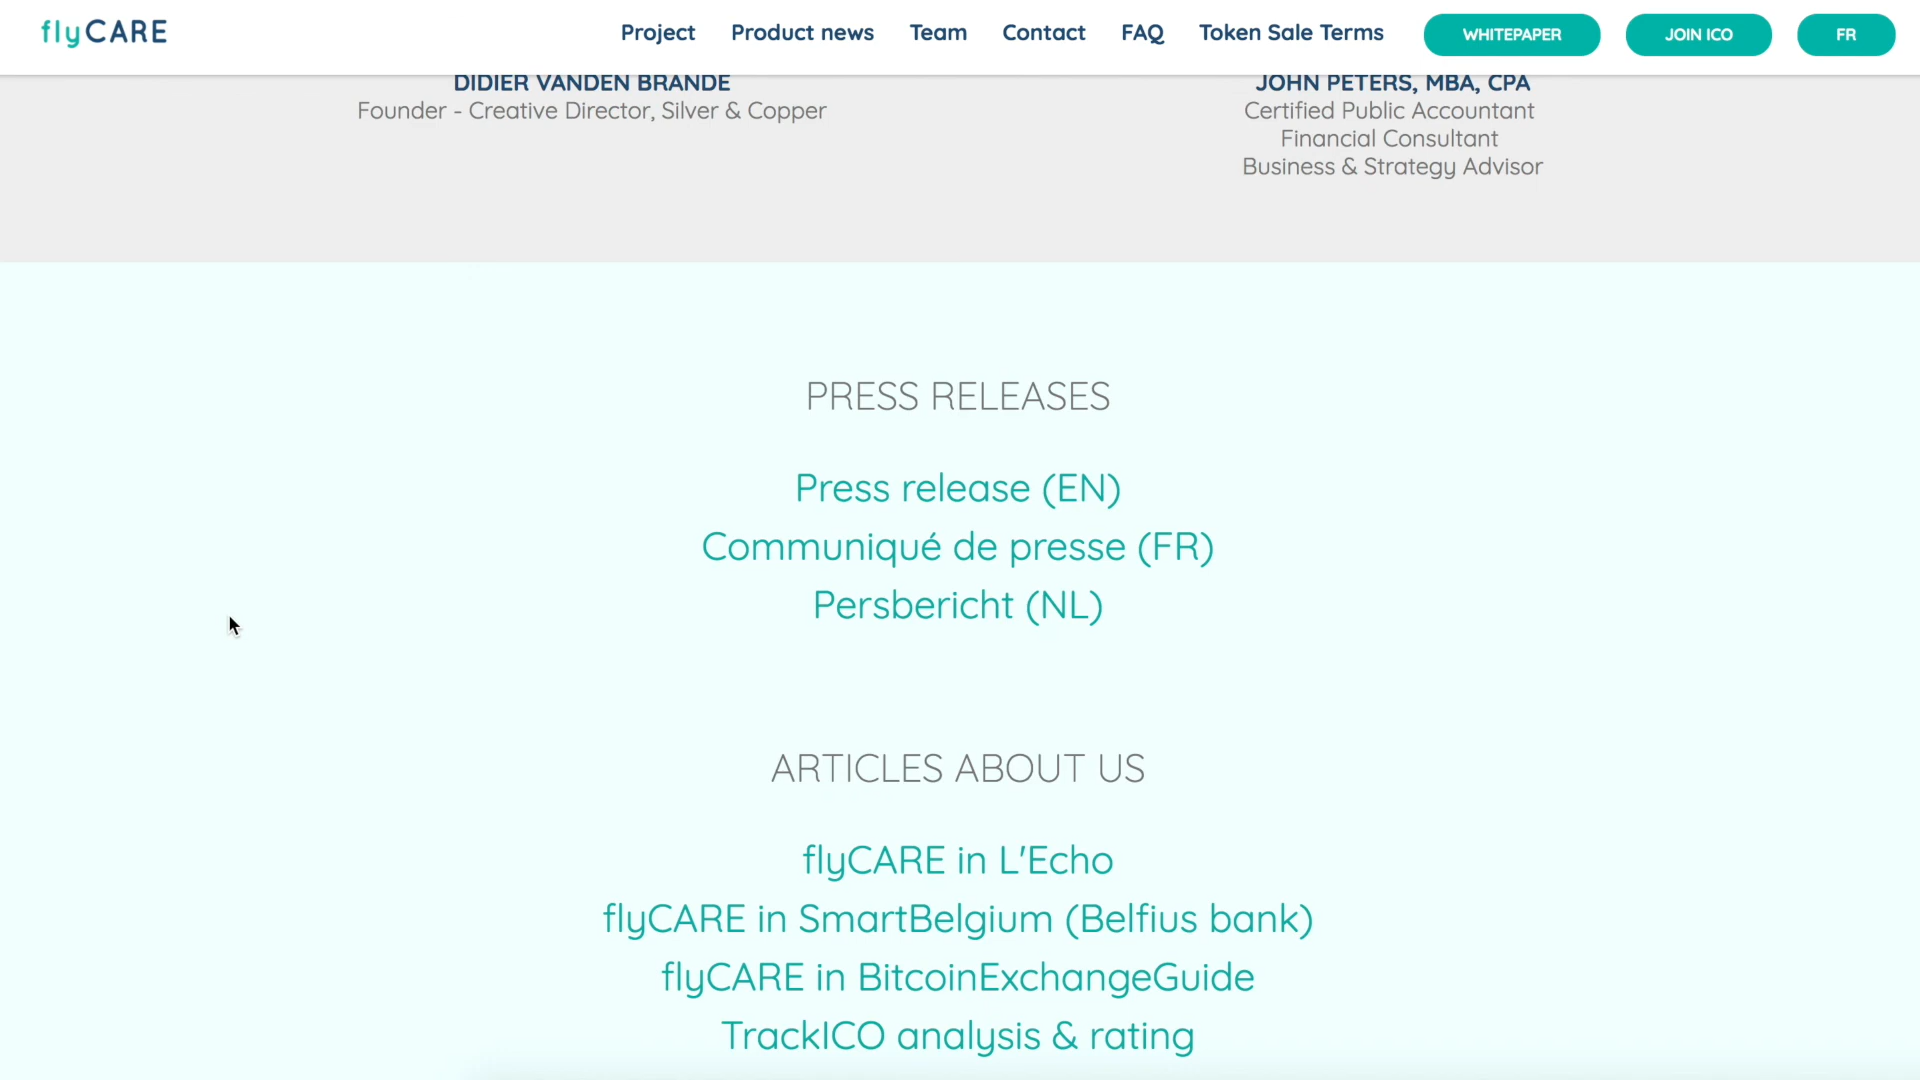 flyCARE
Project Product news Team Contact FAQ Token Sale Terms WHITEPAPER JOIN ICO FR
DIDIER VANDEN BRANDE
Founder - Creative Director, Silver & Copper
JOHN PETERS, MBA, CPA
Certified Public Accountant
Financial Consultant
Business & Strategy Advisor
PRESS RELEASES
Press release (EN)
Communiqué de presse (FR)
Persbericht (NL)
ARTICLES ABOUT US
flyCARE in L'Echo
flyCARE in SmartBelgium (Belfius bank)
flyCARE in BitcoinExchangeGuide
TrackICO analysis & rating